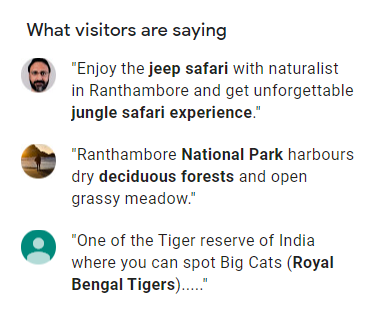 What visitors are saying
"Enjoy the jeep safari with naturalist
in Ranthambore and get unforgettable
jungle safari experience."
"Ranthambore National Park harbours
dry deciduous forests and open
grassy meadow."
"One of the Tiger reserve of India
where you can spot Big Cats (Royal
Bengal Tigers)....."